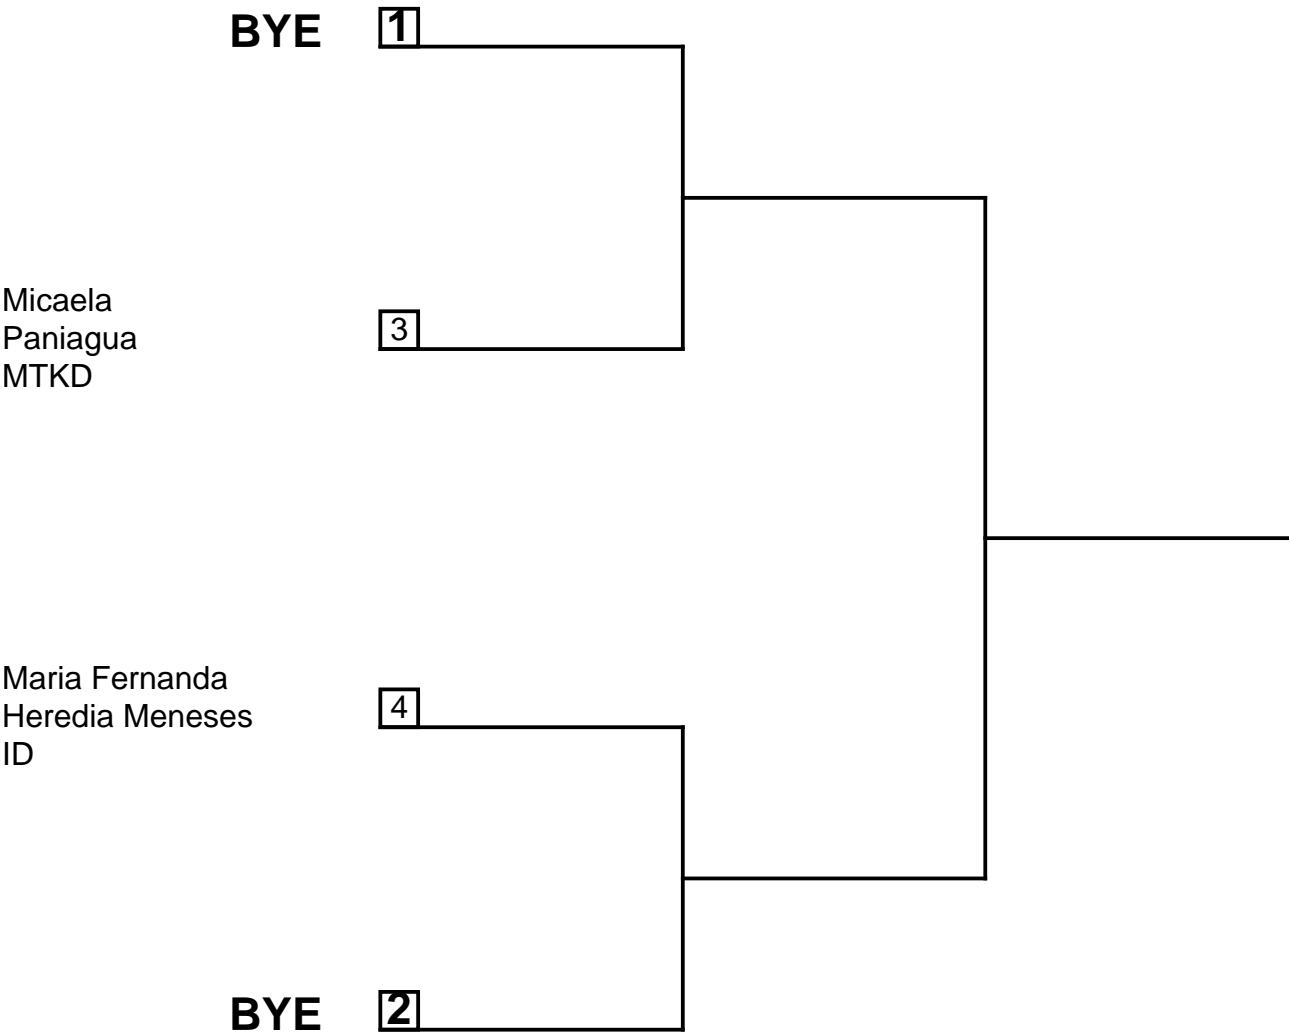 BYE 1
Micaela
Paniagua
MTKD
3
Maria Fernanda
Heredia Meneses
ID
4
BYE 2